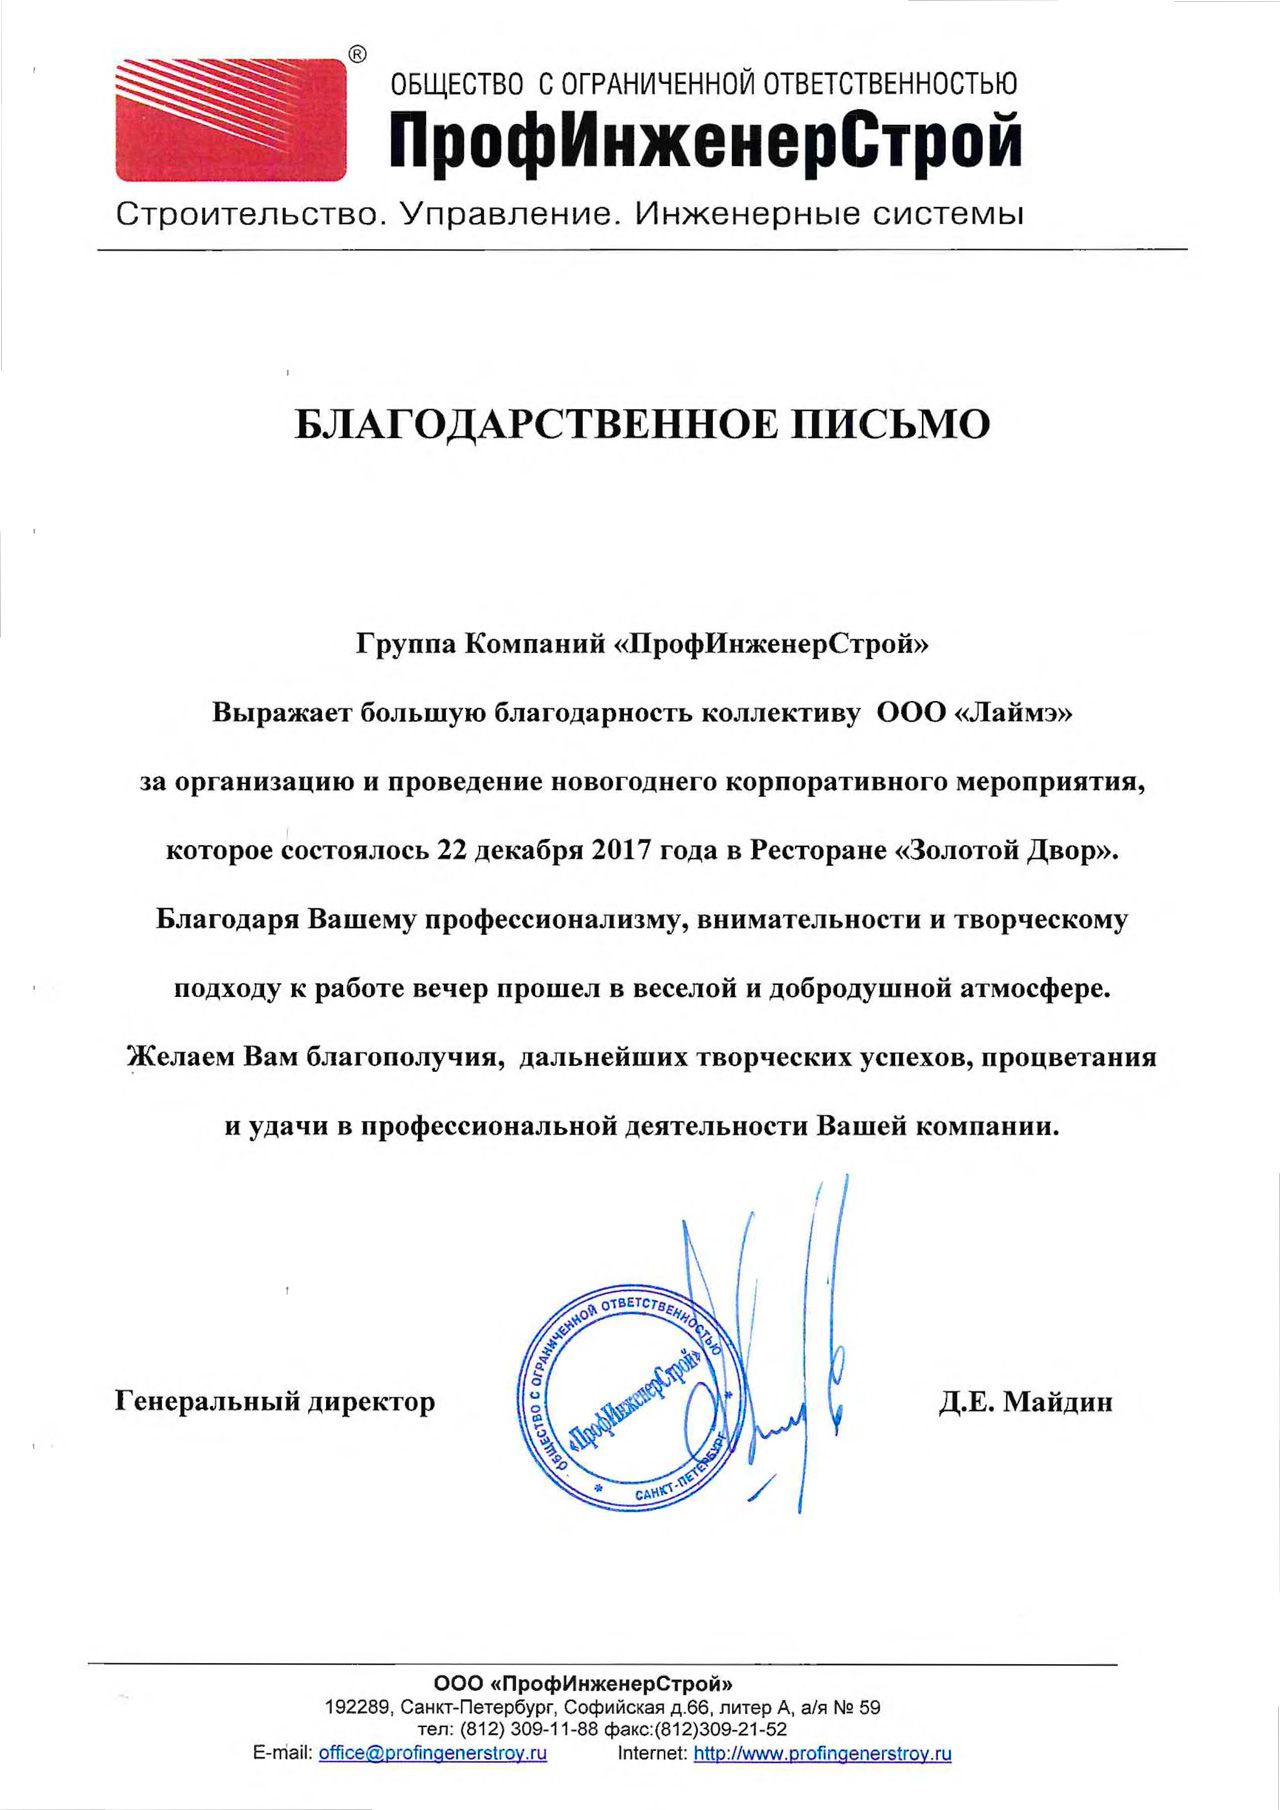 ®
ОБЩЕСТВО С ОГРАНИЧЕННОЙ ОТВЕТСТВЕННОСТЬЮ
ПрофИнженерСтрой
Строительство. Управление. Инженерные системы
БЛАГОДАРСТВЕННОЕ ПИСЬМО
Группа Компаний «ПрофИнженерСтрой»
Выражает большую благодарность коллективу ООО «Лаймэ»
за организацию и проведение новогоднего корпоративного мероприятия,
которое состоялось 22 декабря 2017 года в Ресторане «Золотой Двор».
Благодаря Вашему профессионализму, внимательности и творческому
подходу к работе вечер прошел в веселой и добродушной атмосфере.
Желаем Вам благополучия, дальнейших творческих успехов, процветания
и удачи в профессиональной деятельности Вашей компании.
Генеральный директор
ОБЩЕСТВО С ОГРАНИЧЕННОЙ ОТВЕТСТВЕННОСТЬЮ
«ПрофИнженерСтрой»
* САНКТ-ПЕТЕРБУРГ *
Д.Е. Майдин
ООО «ПрофИнженерСтрой»
192289, Санкт-Петербург, Софийская д.66, литер А, а/я № 59
тел: (812) 309-11-88 факс:(812)309-21-52
E-mail: office@profingenerstroy.ru Internet: http://www.profingenerstroy.ru